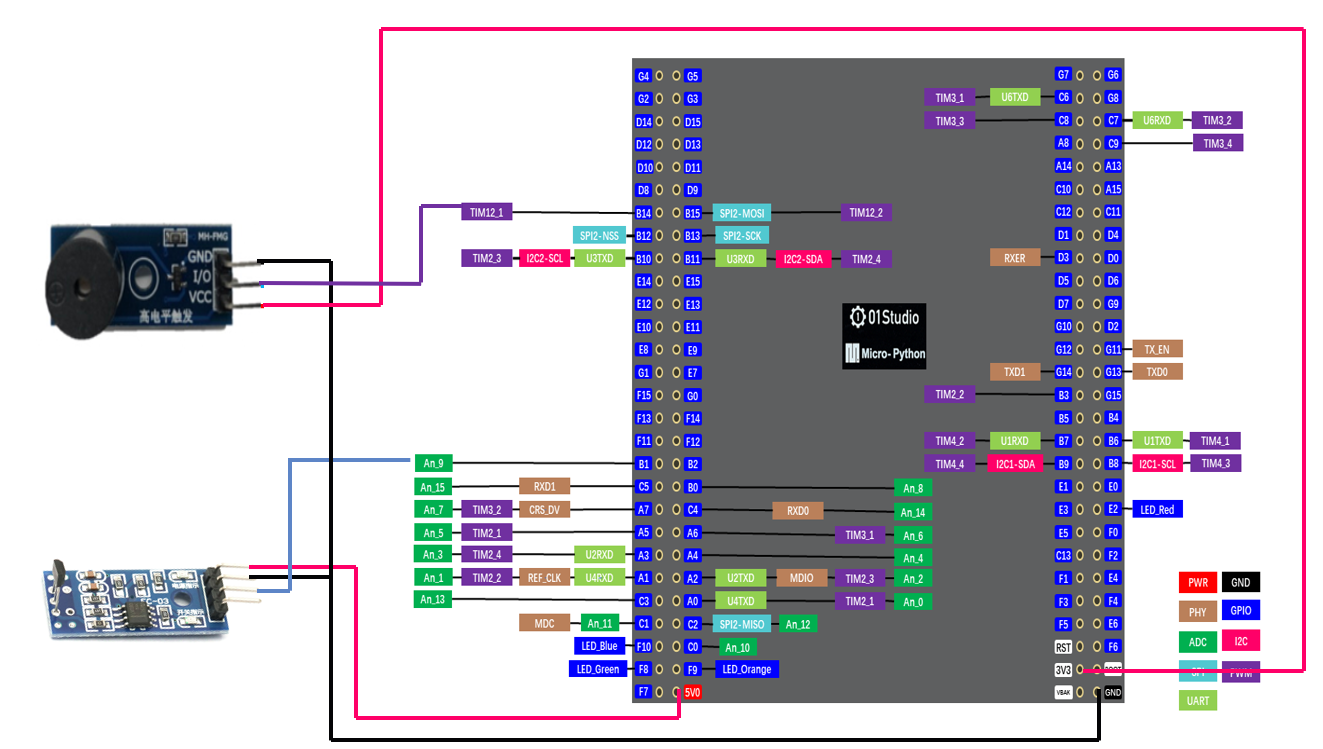 MH-FMG
GND
I/O
VCC
高电平触发
FC-03
电源指示
开关指示
G4 G5
G2 G3
D14 D15
D12 D13
D10 D11
D8 D9
TIM12_1 B14 B15 SPI2-MOSI TIM12_2
SPI2-NSS B12 B13 SPI2-SCK
TIM2_3 I2C2-SCL U3TXD B10 B11 U3RXD I2C2-SDA TIM2_4
E14 E15
E12 E13
E10 E11
E8 E9
G1 E7
F15 G0
F13 F14
F11 F12
An_9 B1 B2
An_15 RXD1 C5 B0 An_8
An_7 TIM3_2 CRS_DV A7 C4 RXD0 An_14
An_5 TIM2_1 A5 A6 TIM3_1 An_6
An_3 TIM2_4 U2RXD A3 A4 An_4
An_1 TIM2_2 REF_CLK U4RXD A1 A2 U2TXD MDIO TIM2_3 An_2
An_13 C3 A0 U4TXD TIM2_1 An_0
MDC An_11 C1 C2 SPI2-MISO An_12
LED_Blue F10 C0 An_10
LED_Green F8 F9 LED_Orange
F7 5V0
01Studio
Micro-Python
G7 G6
TIM3_1 U6TXD C6 G8
TIM3_3 C8 C7 U6RXD TIM3_2
A8 C9 TIM3_4
A14 A13
C10 A15
C12 C11
D1 D4
RXER D3 D0
D5 D6
D7 G9
G10 D2
G12 G11 TX_EN
TXD1 G14 G13 TXD0
TIM2_2 B3 G15
B5 B4
TIM4_2 U1RXD B7 B6 U1TXD TIM4_1
TIM4_4 I2C1-SDA B9 B8 I2C1-SCL TIM4_3
E1 E0
E3 E2 LED_Red
E5 F0
C13 F2
F1 E4
F3 F4
F5 E6
RST F6
3V3
VBAK GND
PWR GND
PHY GPIO
ADC I2C
SPI PWM
UART